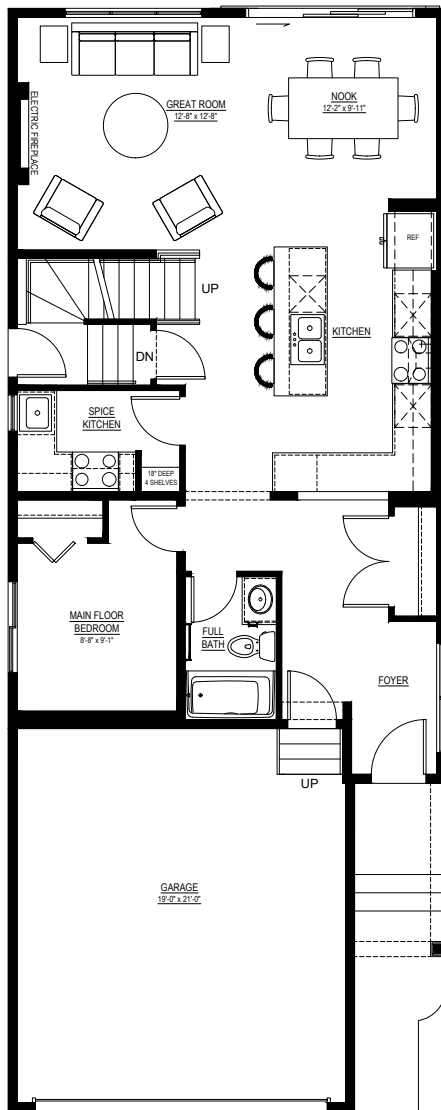 GREAT ROOM
12'-8" x 12'-8"
NOOK
12'-2" x 9'-11"
ELECTRIC FIREPLACE
REF
UP
KITCHEN
DN
SPICE
KITCHEN
18" DEEP
4 SHELVES
MAIN FLOOR
BEDROOM
8'-8" x 9'-1"
FULL
BATH
FOYER
UP
GARAGE
19'-0" x 21'-0"